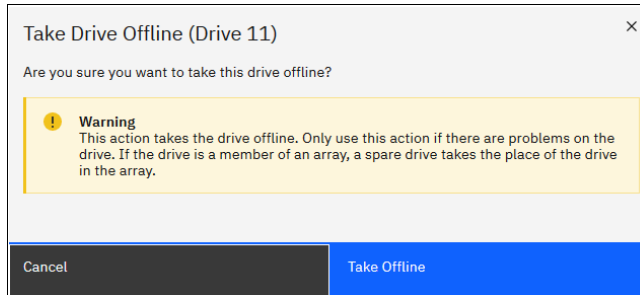 Take Drive Offline (Drive 11)
Are you sure you want to take this drive offline?
Warning
This action takes the drive offline. Only use this action if there are problems on the
drive. If the drive is a member of an array, a spare drive takes the place of the drive
in the array.
Cancel
Take Offline